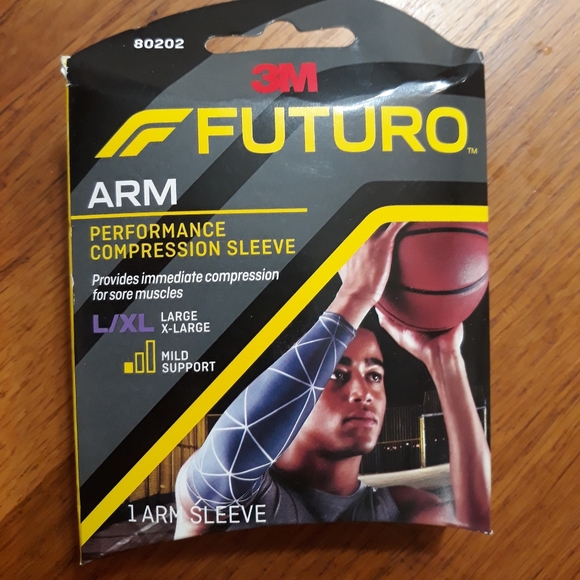 80202
3M
FUTURO™
ARM
PERFORMANCE
COMPRESSION SLEEVE
Provides immediate compression
for sore muscles
L/XL LARGE
X-LARGE
MILD
SUPPORT
1 ARM SLEEVE